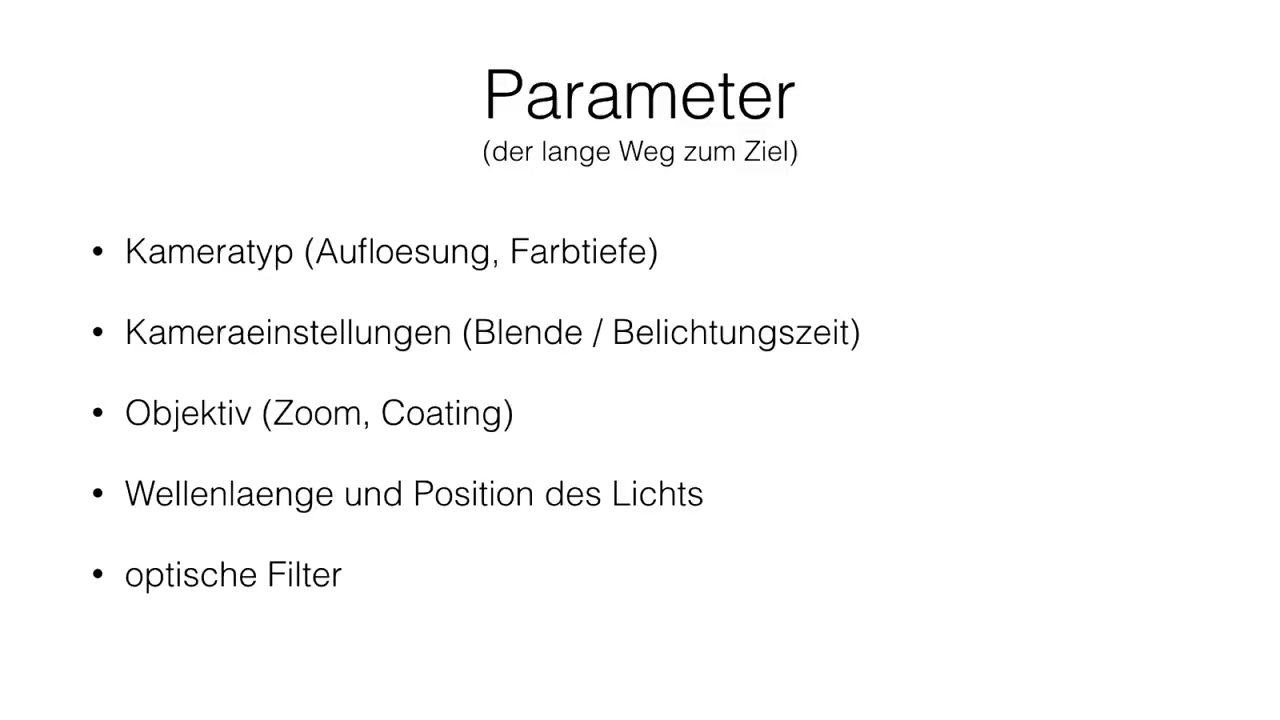 Parameter
(der lange Weg zum Ziel)
• Kameratyp (Aufloesung, Farbtiefe)
• Kameraeinstellungen (Blende / Belichtungszeit)
• Objektiv (Zoom, Coating)
• Wellenlaenge und Position des Lichts
• optische Filter